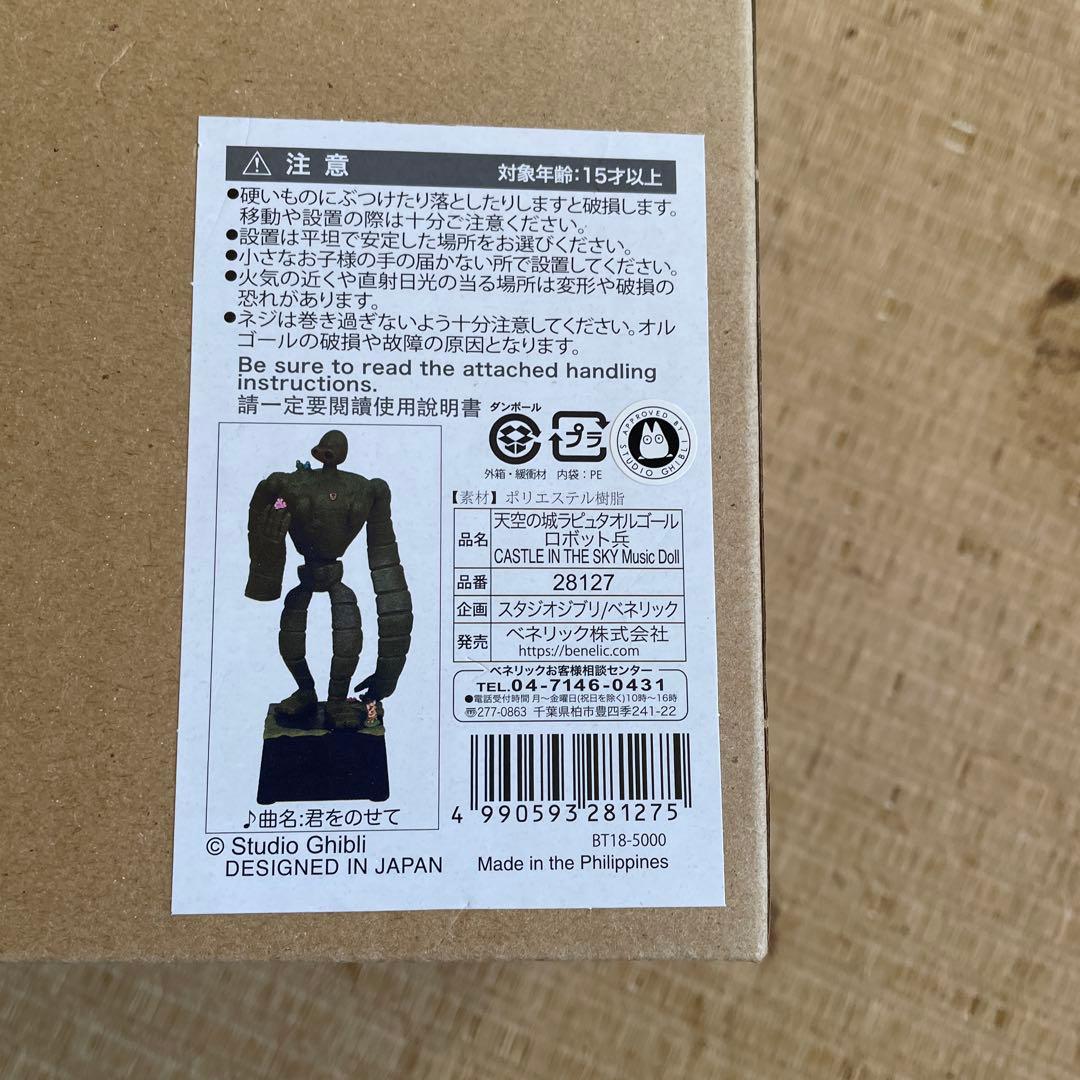 注意
対象年齢:15才以上
●硬いものにぶつけたり落としたりしますと破損します。
移動や設置の際は十分ご注意ください。
●設置は平坦で安定した場所をお選びください。
●小さなお子様の手の届かない所で設置してください。
●火気の近くや直射日光の当る場所は変形や破損の
恐れがあります。
●ネジは巻き過ぎないよう十分注意してください。オル
ゴールの破損や故障の原因となります。
Be sure to read the attached handling
instructions.
請一定要閱讀使用說明書
ダンボール
外箱・緩衝材
プラ
内袋：PE
APPROVED BY
STUDIO GHIBLI
【素材】ポリエステル樹脂
品名
天空の城ラピュタオルゴール
ロボット兵
CASTLE IN THE SKY Music Doll
品番 28127
企画 スタジオジブリ/ベネリック
発売 ベネリック株式会社
https://benelic.com
ベネリックお客様相談センター
TEL.04-7146-0431
●電話受付時間 月～金曜日(祝日を除く)10時～16時
〠277-0863 千葉県柏市豊四季241-22
4 990593 281275
BT18-5000
Made in the Philippines
♪曲名:君をのせて
© Studio Ghibli
DESIGNED IN JAPAN